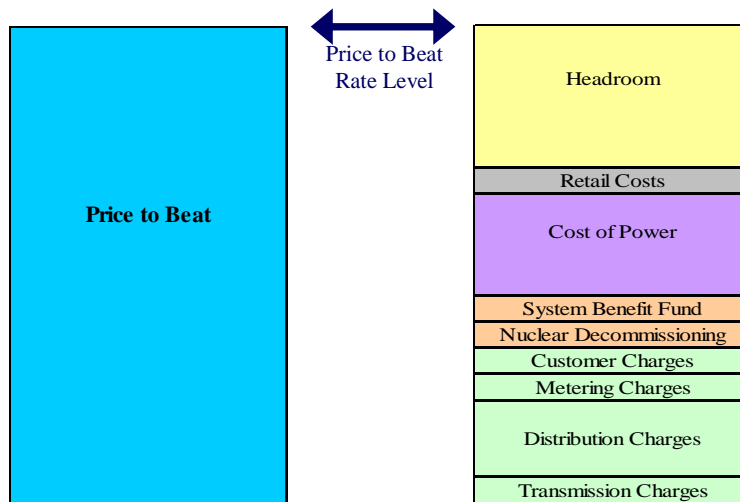 Price to Beat
Rate Level
Price to Beat
Headroom
Retail Costs
Cost of Power
System Benefit Fund
Nuclear Decommissioning
Customer Charges
Metering Charges
Distribution Charges
Transmission Charges